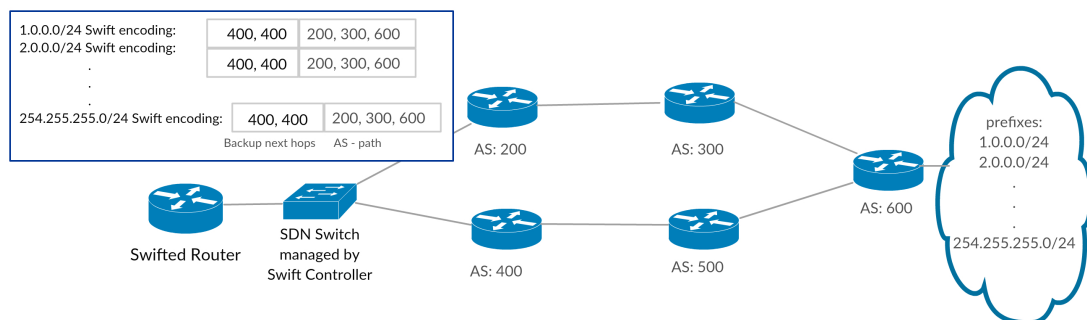 1.0.0.0/24 Swift encoding:
400, 400
200, 300, 600
2.0.0.0/24 Swift encoding:
400, 400
200, 300, 600
.
.
.
254.255.255.0/24 Swift encoding:
400, 400
200, 300, 600
Backup next hops
AS - path
AS: 200
AS: 300
prefixes:
1.0.0.0/24
2.0.0.0/24
.
.
.
254.255.255.0/24
AS: 600
Swifted Router
SDN Switch
managed by
Swift Controller
AS: 400
AS: 500